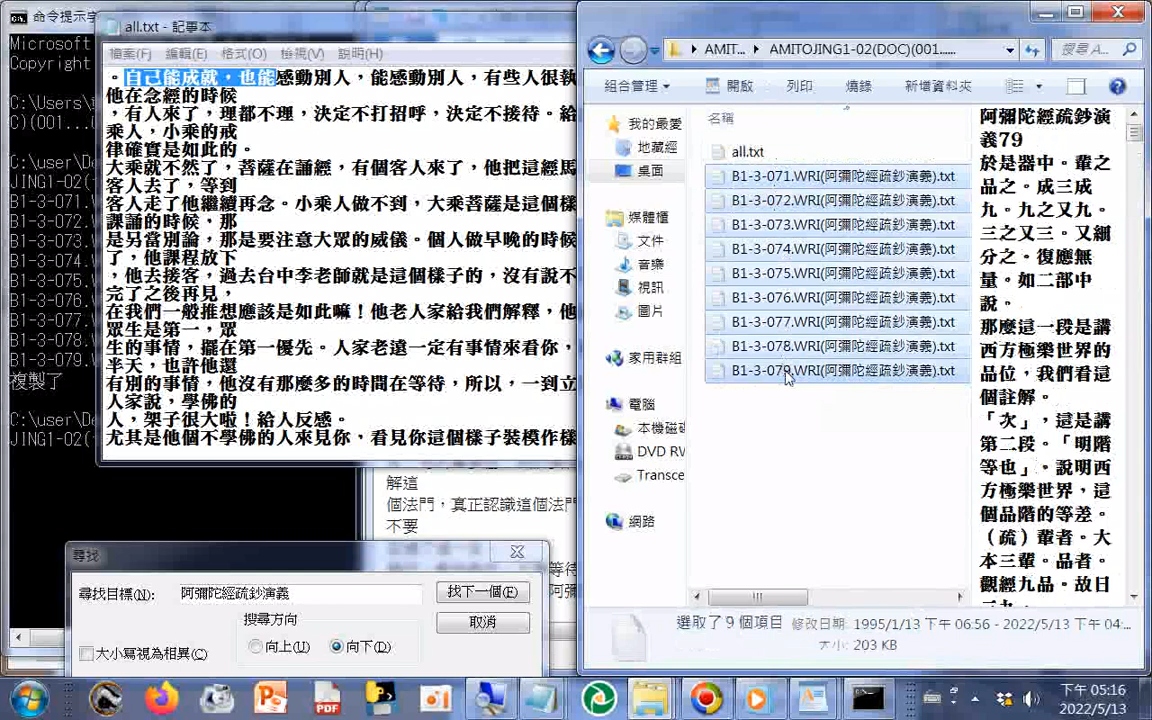 命令提示字
Microsoft
Copyright
C:\Users\
C)(001...
C:\user\De
JING1-02(
B1-3-071.W
B1-3-072.W
B1-3-073.W
B1-3-074.W
B1-3-075.W
B1-3-076.W
B1-3-077.W
B1-3-078.W
B1-3-079.W
複製了
C:\user\De
JING1-02(
all.txt - 記事本
檔案(F) 編輯(E) 格式(O) 檢視(V) 說明(H)
。自己能成就，也能感動別人，能感動別人，有些人很執
他在念經的時候
，有人來了，理都不理，決定不打招呼，決定不接待。給
乘人，小乘的戒
律確實是如此的。
大乘就不然了，菩薩在誦經，有個客人來了，他把這經馬
客人去了，等到
客人走了他繼續再念。小乘人做不到，大乘菩薩是這個樣
課誦的時候，那
是另當別論，那是要注意大眾的威儀。個人做早晚的時候
了，他課程放下
，他去接客，過去台中李老師就是這個樣子的，沒有說不
完了之後再見，
在我們一般推想應該是如此嘛！他老人家給我們解釋，他
眾生是第一，眾
生的事情，擺在第一優先。人家老遠一定有事情來看你，
半天，也許他還
有別的事情，他沒有那麼多的時間在等待，所以，一到立
人家說，學佛的
人，架子很大啦！給人反感。
尤其是他個不學佛的人來見你，看見你這個樣子裝模作樣
解這
個法門，真正認識這個法門
不要
尋找
尋找目標(N): 阿彌陀經疏鈔演義
找下一個(F)
搜尋方向
取消
向上(U) 向下(D)
大小寫視為相異(C)
AMIT... AMITOJING1-02(DOC)(001......
搜尋 A...
組合管理 開啟 列印 燒錄 新增資料夾
我的最愛
地藏經
桌面
媒體櫃
文件
音樂
視訊
圖片
家用群組
電腦
本機磁碟
DVD RW
Transce
網路
名稱
all.txt
B1-3-071.WRI(阿彌陀經疏鈔演義).txt
B1-3-072.WRI(阿彌陀經疏鈔演義).txt
B1-3-073.WRI(阿彌陀經疏鈔演義).txt
B1-3-074.WRI(阿彌陀經疏鈔演義).txt
B1-3-075.WRI(阿彌陀經疏鈔演義).txt
B1-3-076.WRI(阿彌陀經疏鈔演義).txt
B1-3-077.WRI(阿彌陀經疏鈔演義).txt
B1-3-078.WRI(阿彌陀經疏鈔演義).txt
B1-3-079.WRI(阿彌陀經疏鈔演義).txt
阿彌陀經疏鈔演
義79
於是器中。輩之
品之。成三成
九。九之又九。
三之又三。又細
分之。復應無
量。如二部中
說。
那麼這一段是講
西方極樂世界的
品位，我們看這
個註解。
「次」，這是講
第二段。「明階
等也」。說明西
方極樂世界，這
個品階的等差。
（疏）輩者。大
本三輩。品者。
觀經九品。故曰
選取了 9 個項目 修改日期: 1995/1/13 下午 06:56 - 2022/5/13 下午 04:...
大小: 203 KB
PDF
下午 05:16
2022/5/13